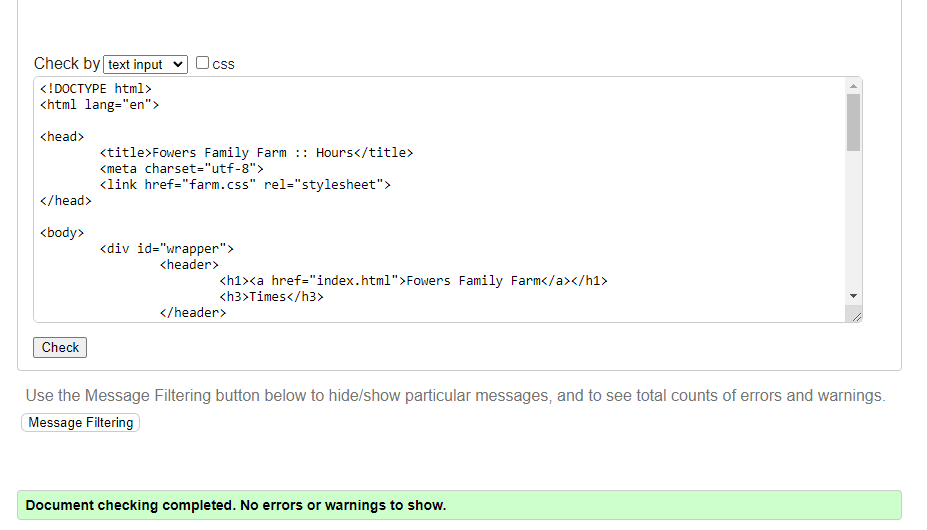 Check by text input css
<!DOCTYPE html>
<html lang="en">
<head>
<title>Fowers Family Farm :: Hours</title>
<meta charset="utf-8">
<link href="farm.css" rel="stylesheet">
</head>
<body>
<div id="wrapper">
<header>
<h1><a href="index.html">Fowers Family Farm</a></h1>
<h3>Times</h3>
</header>
Check
Use the Message Filtering button below to hide/show particular messages, and to see total counts of errors and warnings.
Message Filtering
Document checking completed. No errors or warnings to show.